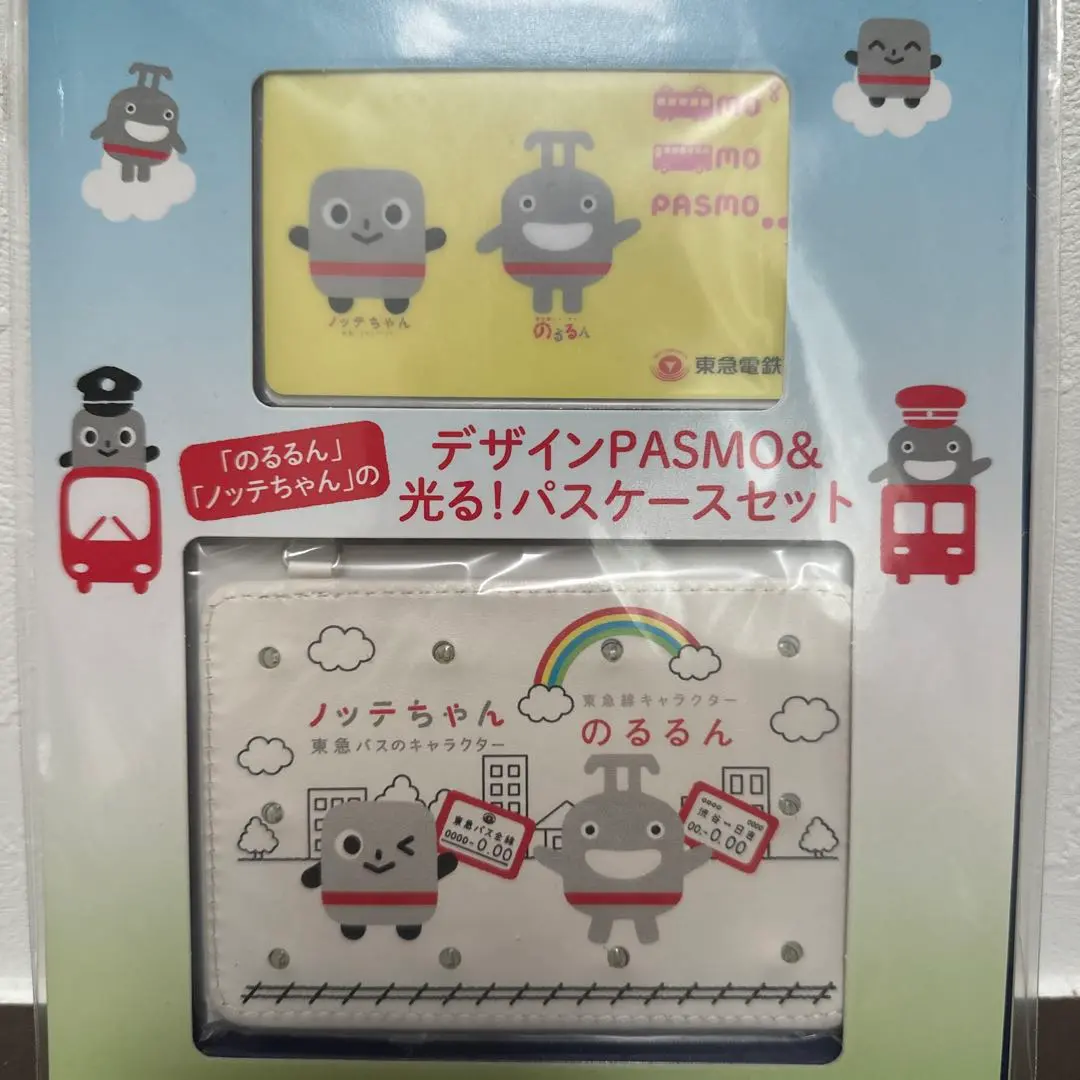 MO
MO
PASMO
ノッテちゃん
のるるん
東急電鉄
「のるるん」
「ノッテちゃん」の
デザインPASMO&
光る!パスケースセット
ノッテちゃん
東急バスのキャラクター
東急線キャラクター
のるるん
東急バス全線
0000-0.00
渋谷
00.-0.00